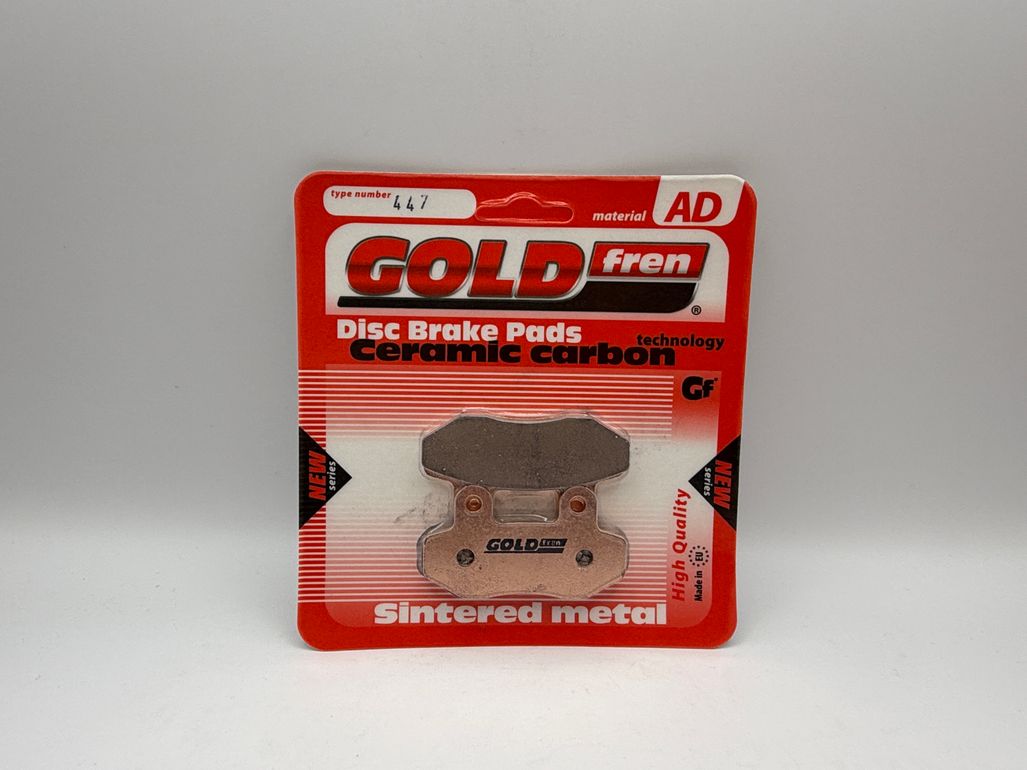 type number 447
material AD
GOLD fren ®
Disc Brake Pads
Ceramic carbon technology
Gf
NEW series
NEW series
GOLD fren
High Quality
Made in EU
Sintered metal